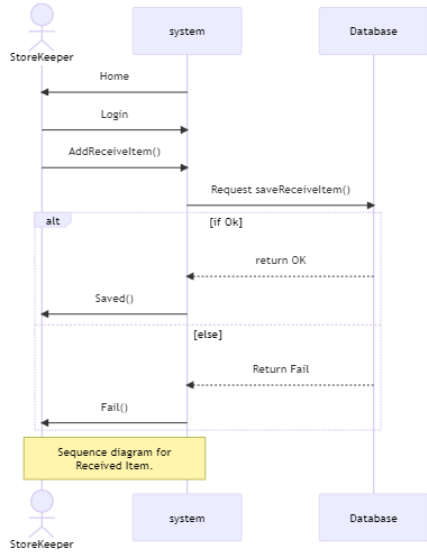 system
Database
StoreKeeper
Home
Login
AddReceiveItem()
Request saveReceiveItem()
alt
[if Ok]
return OK
Saved()
[else]
Return Fail
Fail()
Sequence diagram for
Received Item.
system
Database
StoreKeeper